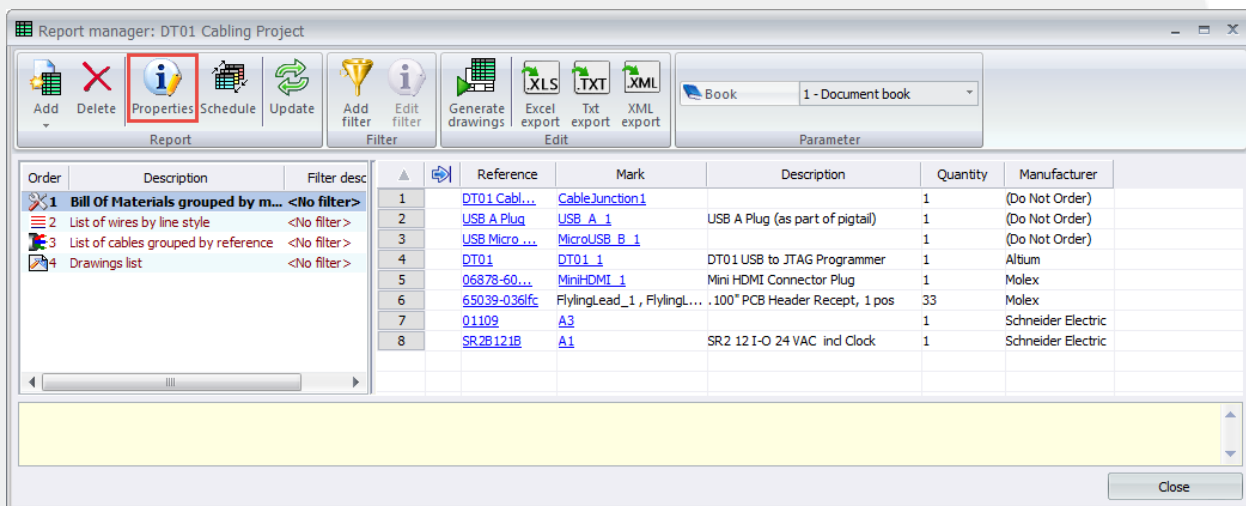 Report manager: DT01 Cabling Project
Add Delete Properties Schedule Update
Report
Add filter Edit filter
Filter
Generate drawings Excel export Txt export XML export
.XLS .TXT .XML
Edit
Book 1 - Document book
Parameter
Order Description Filter desc
1 Bill Of Materials grouped by m... <No filter>
2 List of wires by line style <No filter>
3 List of cables grouped by reference <No filter>
4 Drawings list <No filter>
Reference Mark Description Quantity Manufacturer
1 DT01 Cabl... CableJunction1 1 (Do Not Order)
2 USB A Plug USB_A_1 USB A Plug (as part of pigtail) 1 (Do Not Order)
3 USB Micro ... MicroUSB_B_1 1 (Do Not Order)
4 DT01 DT01_1 DT01 USB to JTAG Programmer 1 Altium
5 06878-60... MiniHDMI_1 Mini HDMI Connector Plug 1 Molex
6 65039-036lfc FlyingLead_1 , FlyingL... .100" PCB Header Recept, 1 pos 33 Molex
7 01109 A3 1 Schneider Electric
8 SR2B121B A1 SR2 12 I-O 24 VAC incl Clock 1 Schneider Electric
Close